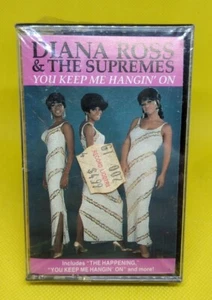 DIANA ROSS
& THE SUPREMES
YOU KEEP ME HANGIN' ON
Includes "THE HAPPENING,"
"YOU KEEP ME HANGIN' ON" and more!